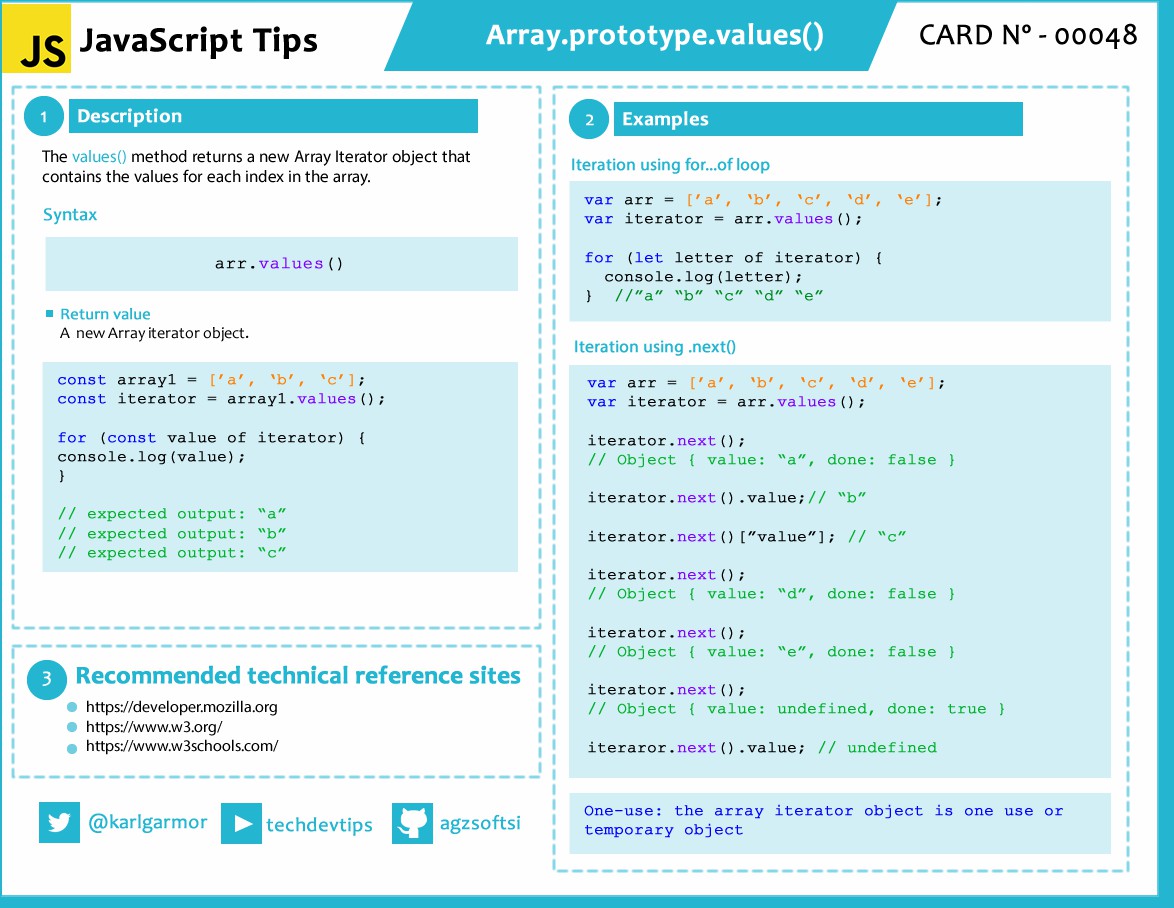 JS JavaScript Tips
Array.prototype.values()
CARD Nº - 00048
1 Description
The values() method returns a new Array Iterator object that
contains the values for each index in the array.
Syntax
arr.values()
Return value
A new Array iterator object.
const array1 = [’a’, ‘b’, ‘c’];
const iterator = array1.values();
for (const value of iterator) {
console.log(value);
}
// expected output: “a”
// expected output: “b”
// expected output: “c”
2 Examples
Iteration using for...of loop
var arr = [’a’, ‘b’, ‘c’, ‘d’, ‘e’];
var iterator = arr.values();
for (let letter of iterator) {
console.log(letter);
} //”a” “b” “c” “d” “e”
Iteration using .next()
var arr = [’a’, ‘b’, ‘c’, ‘d’, ‘e’];
var iterator = arr.values();
iterator.next();
// Object { value: “a”, done: false }
iterator.next().value;// “b”
iterator.next()[”value”]; // “c”
iterator.next();
// Object { value: “d”, done: false }
iterator.next();
// Object { value: “e”, done: false }
iterator.next();
// Object { value: undefined, done: true }
iteraror.next().value; // undefined
One-use: the array iterator object is one use or
temporary object
3 Recommended technical reference sites
https://developer.mozilla.org
https://www.w3.org/
https://www.w3schools.com/
@karlgarmor
techdevtips
agzsoftsi